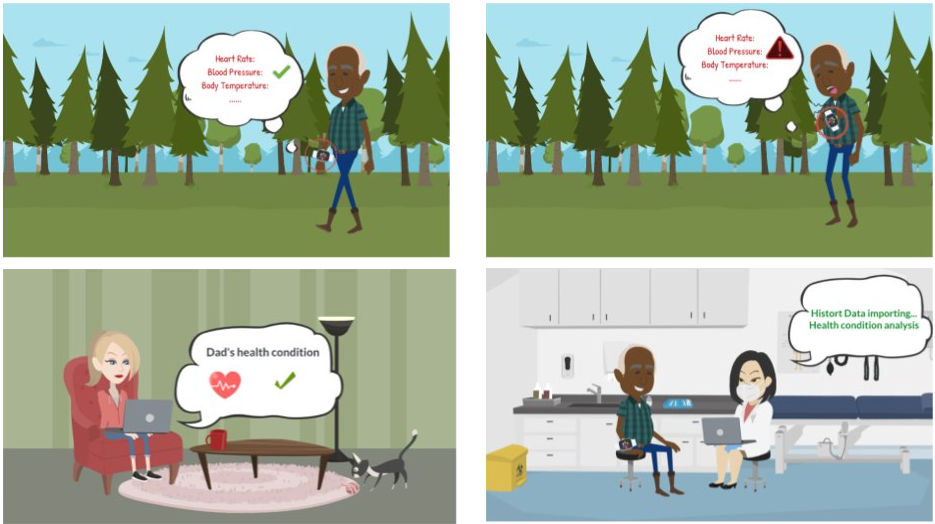 Heart Rate:
Blood Pressure:
Body Temperature:
......
Heart Rate:
Blood Pressure:
Body Temperature:
......
Dad's health condition
Histort Data importing...
Health condition analysis